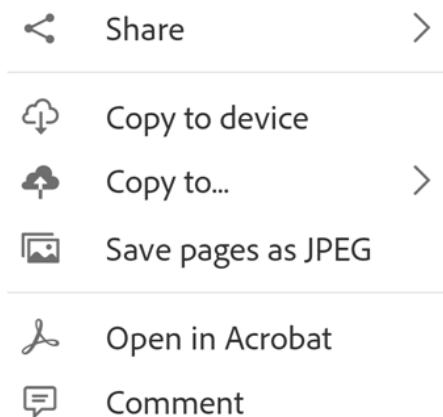 Share
Copy to device
Copy to...
Save pages as JPEG
Open in Acrobat
Comment